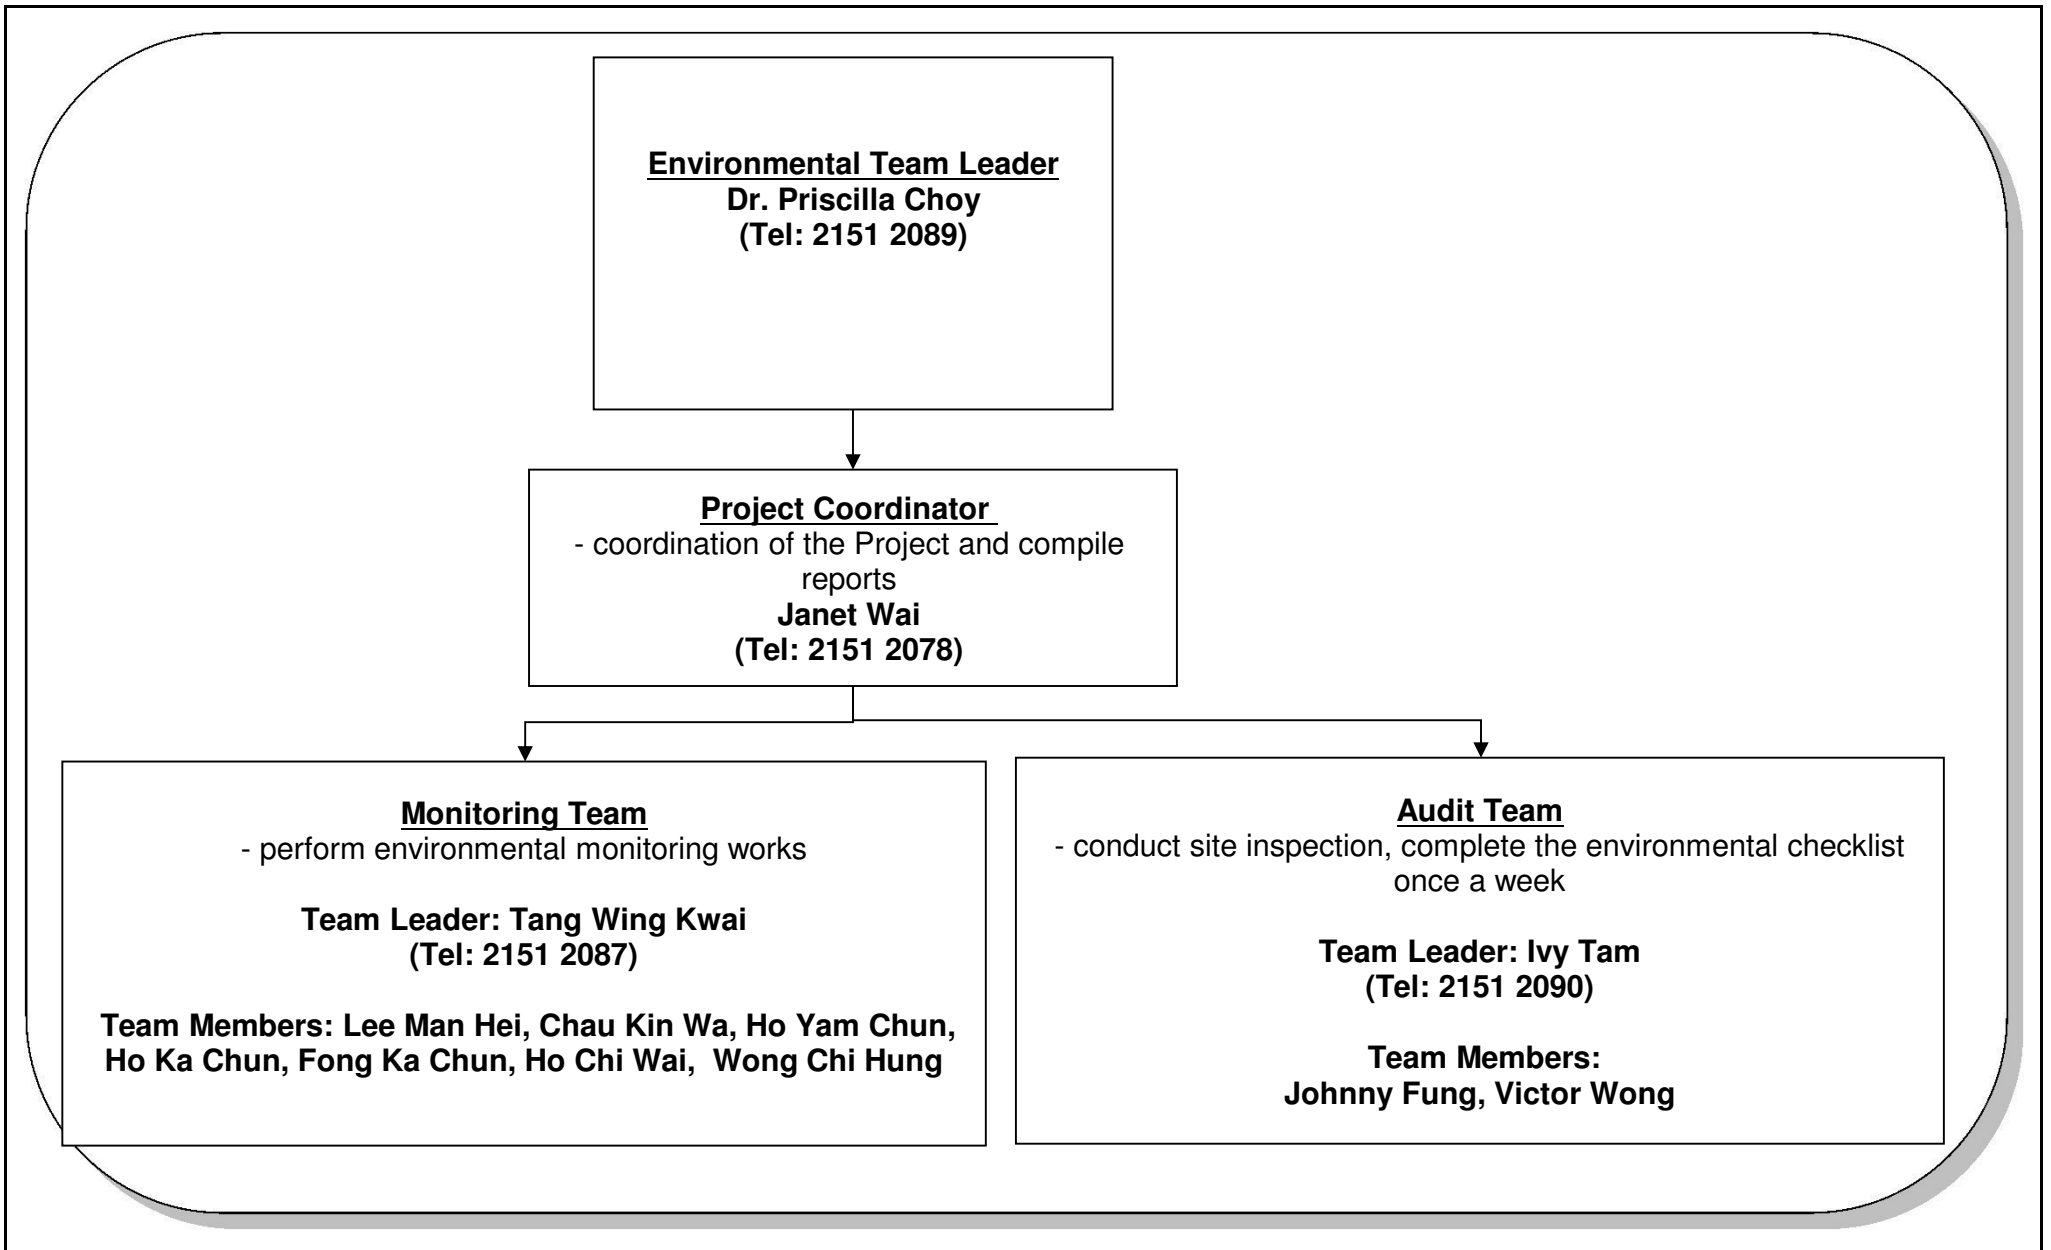 Environmental Team Leader
Dr. Priscilla Choy
(Tel: 2151 2089)
Project Coordinator
- coordination of the Project and compile
reports
Janet Wai
(Tel: 2151 2078)
Monitoring Team
- perform environmental monitoring works
Team Leader: Tang Wing Kwai
(Tel: 2151 2087)
Team Members: Lee Man Hei, Chau Kin Wa, Ho Yam Chun,
Ho Ka Chun, Fong Ka Chun, Ho Chi Wai,  Wong Chi Hung
Audit Team
- conduct site inspection, complete the environmental checklist
once a week
Team Leader: Ivy Tam
(Tel: 2151 2090)
Team Members:
Johnny Fung, Victor Wong